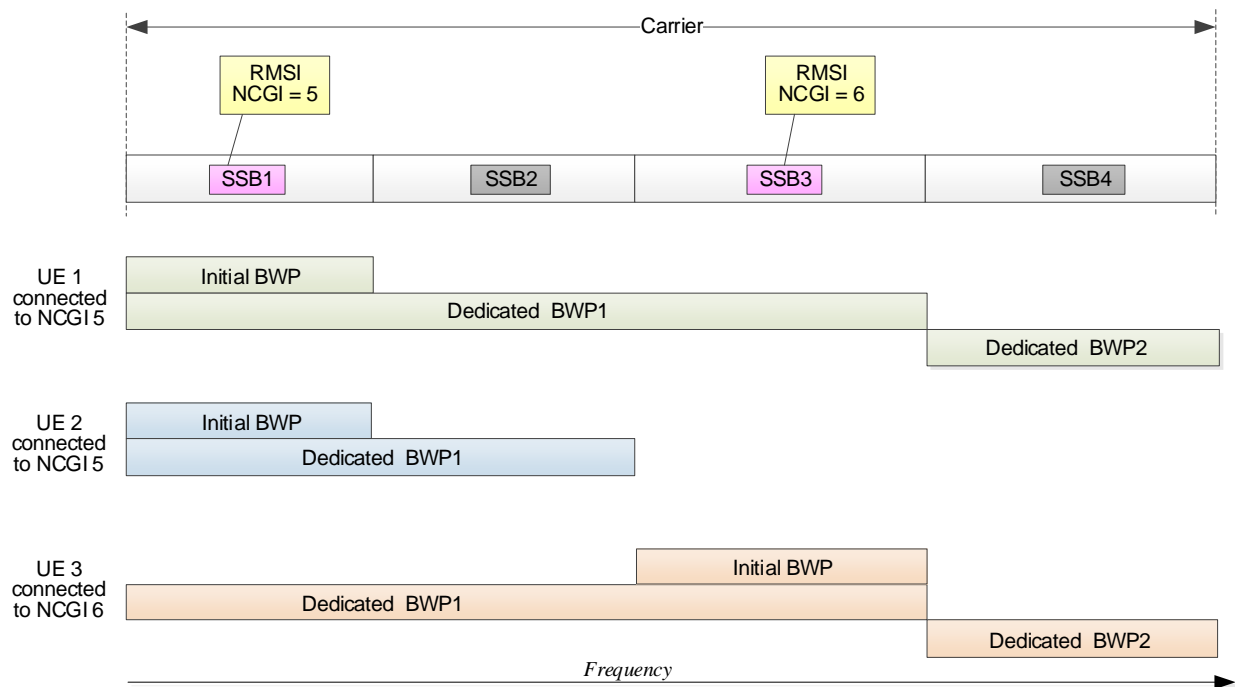 Carrier
RMSI
NCGI = 5
RMSI
NCGI = 6
SSB1
SSB2
SSB3
SSB4
UE 1
connected
to NCGI 5
Initial BWP
Dedicated BWP1
Dedicated BWP2
UE 2
connected
to NCGI 5
Initial BWP
Dedicated BWP1
UE 3
connected
to NCGI 6
Initial BWP
Dedicated BWP1
Dedicated BWP2
Frequency